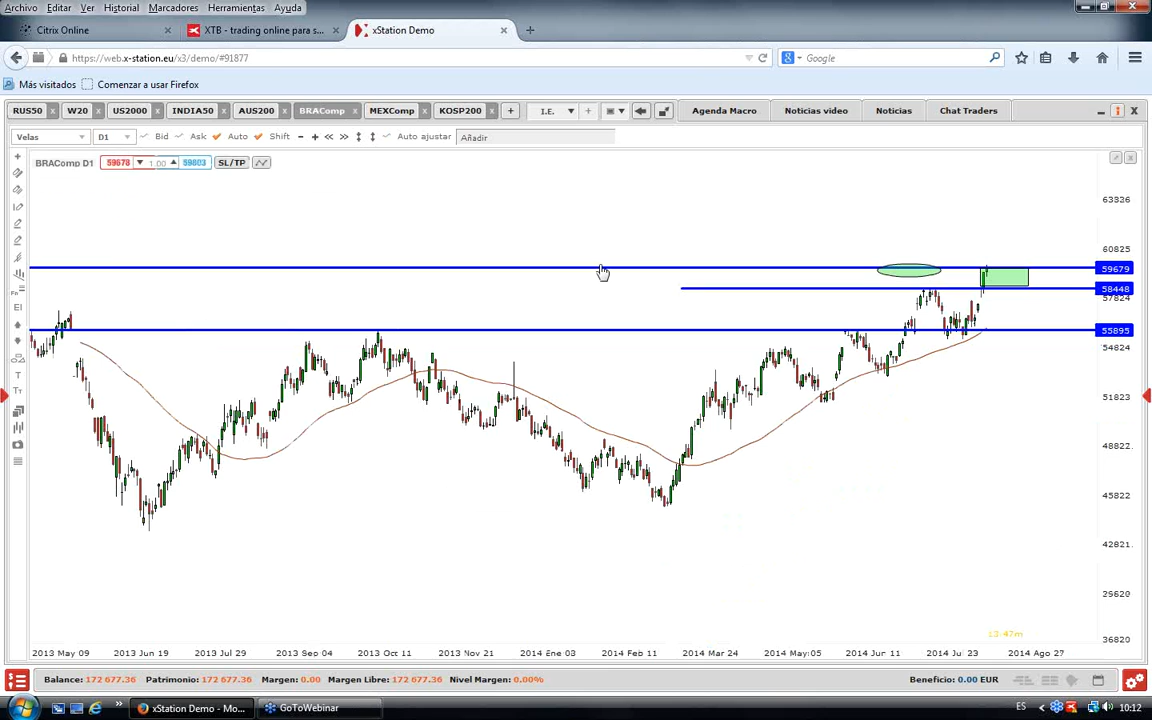 Archivo Editar Ver Historial Marcadores Herramientas Ayuda
Citrix Online × XTB - trading online para s... × xStation Demo × +
https://web.x-station.eu/x3/demo/#91877
Google
Más visitados Comenzar a usar Firefox
RUS50 W20 US2000 INDIA50 AUS200 BRAComp MEXComp KOSP200 + I.E. Agenda Macro Noticias video Noticias Chat Traders
Velas D1 Bid Ask Auto Shift Auto ajustar Añadir
BRAComp D1 59678 1.00 59803 SL/TP
63326
60825
59679
58448
57824
55895
54824
51823
48822
45822
42821
39620
36820
13:47m
2013 May 09 2013 Jun 19 2013 Jul 29 2013 Sep 04 2013 Oct 11 2013 Nov 21 2014 Ene 03 2014 Feb 11 2014 Mar 24 2014 May:05 2014 Jun 11 2014 Jul 23 2014 Ago 27
Balance: 172 677.36 Patrimonio: 172 677.36 Margen: 0.00 Margen Libre: 172 677.36 Nivel Margen: 0.00% Beneficio: 0.00 EUR
xStation Demo - Mo... GoToWebinar ES 10:12